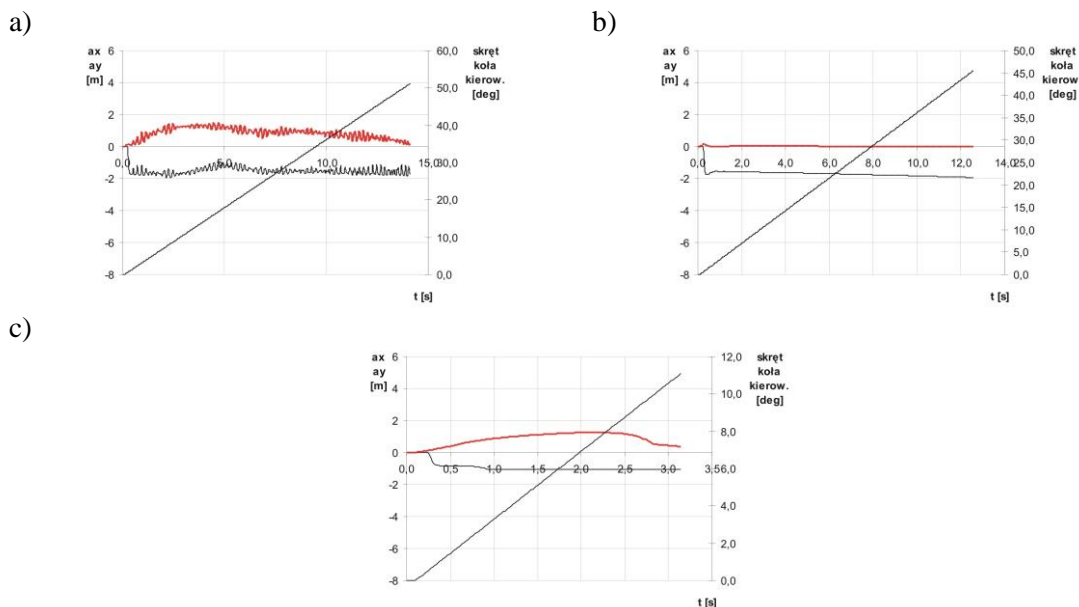 a)
ax
ay
[m]
6
4
2
0
-2
-4
-6
-8
0,0 5,0 10,0 15,0
60,0
50,0
40,0
30,0
20,0
10,0
0,0
skręt
koła
kierow.
[deg]
t [s]
b)
ax
ay
[m]
6
4
2
0
-2
-4
-6
-8
0,0 2,0 4,0 6,0 8,0 10,0 12,0 14,0
50,0
45,0
40,0
35,0
30,0
25,0
20,0
15,0
10,0
5,0
0,0
skręt
koła
kierow
[deg]
t [s]
c)
ax
ay
[m]
6
4
2
0
-2
-4
-6
-8
0,0 0,5 1,0 1,5 2,0 2,5 3,0 3,5
12,0
10,0
8,0
6,0
4,0
2,0
0,0
skręt
koła
kierow.
[deg]
t [s]